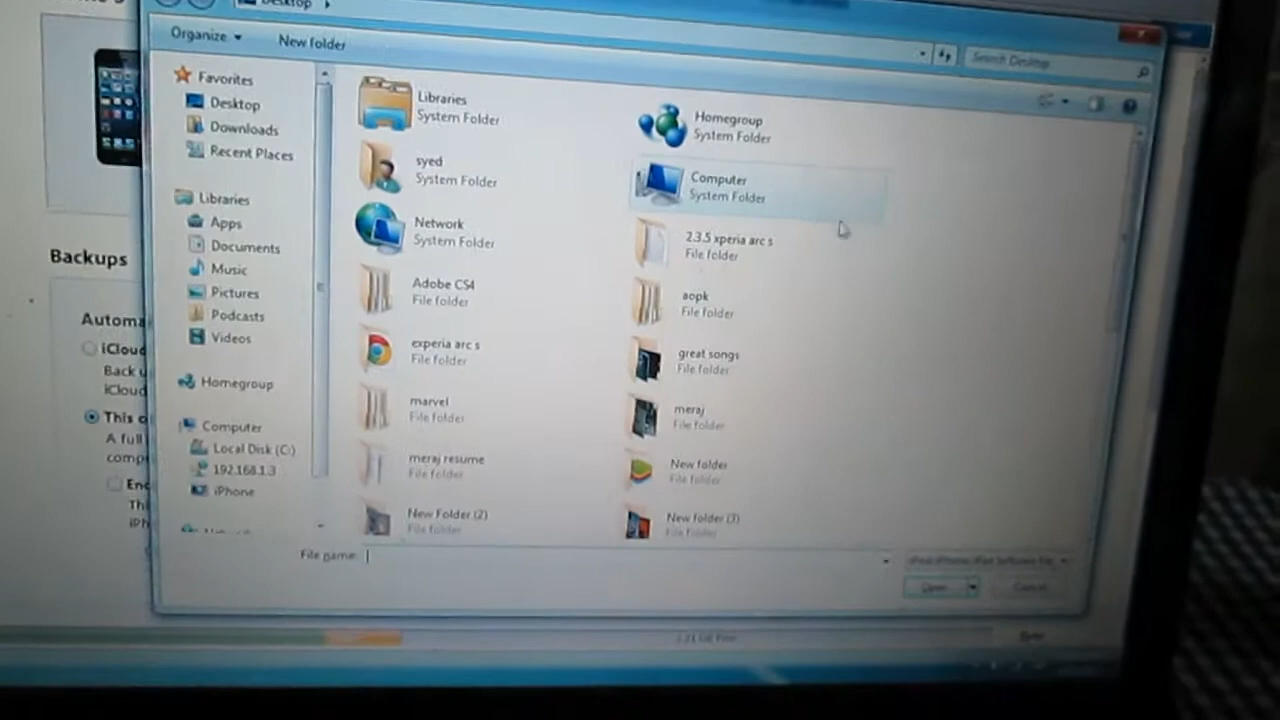 Desktop
Organize
New folder
Search Desktop
Favorites
Desktop
Downloads
Recent Places
Libraries
Apps
Documents
Music
Pictures
Podcasts
Videos
Homegroup
Computer
Local Disk (C:)
192.168.1.3
iPhone
Libraries
System Folder
Homegroup
System Folder
syed
System Folder
Computer
System Folder
Network
System Folder
2.3.5 xperia arc s
File folder
Adobe CS4
File folder
aopk
File folder
experia arc s
File folder
great songs
File folder
marvel
File folder
meraj
File folder
meraj resume
File folder
New folder
File folder
New Folder (2)
File folder
New folder (3)
File folder
File name:
Open
Cancel
Backups
Automa
iCloud
Back u
iCloud
This c
A full
comp
Enc
Thi
iPh